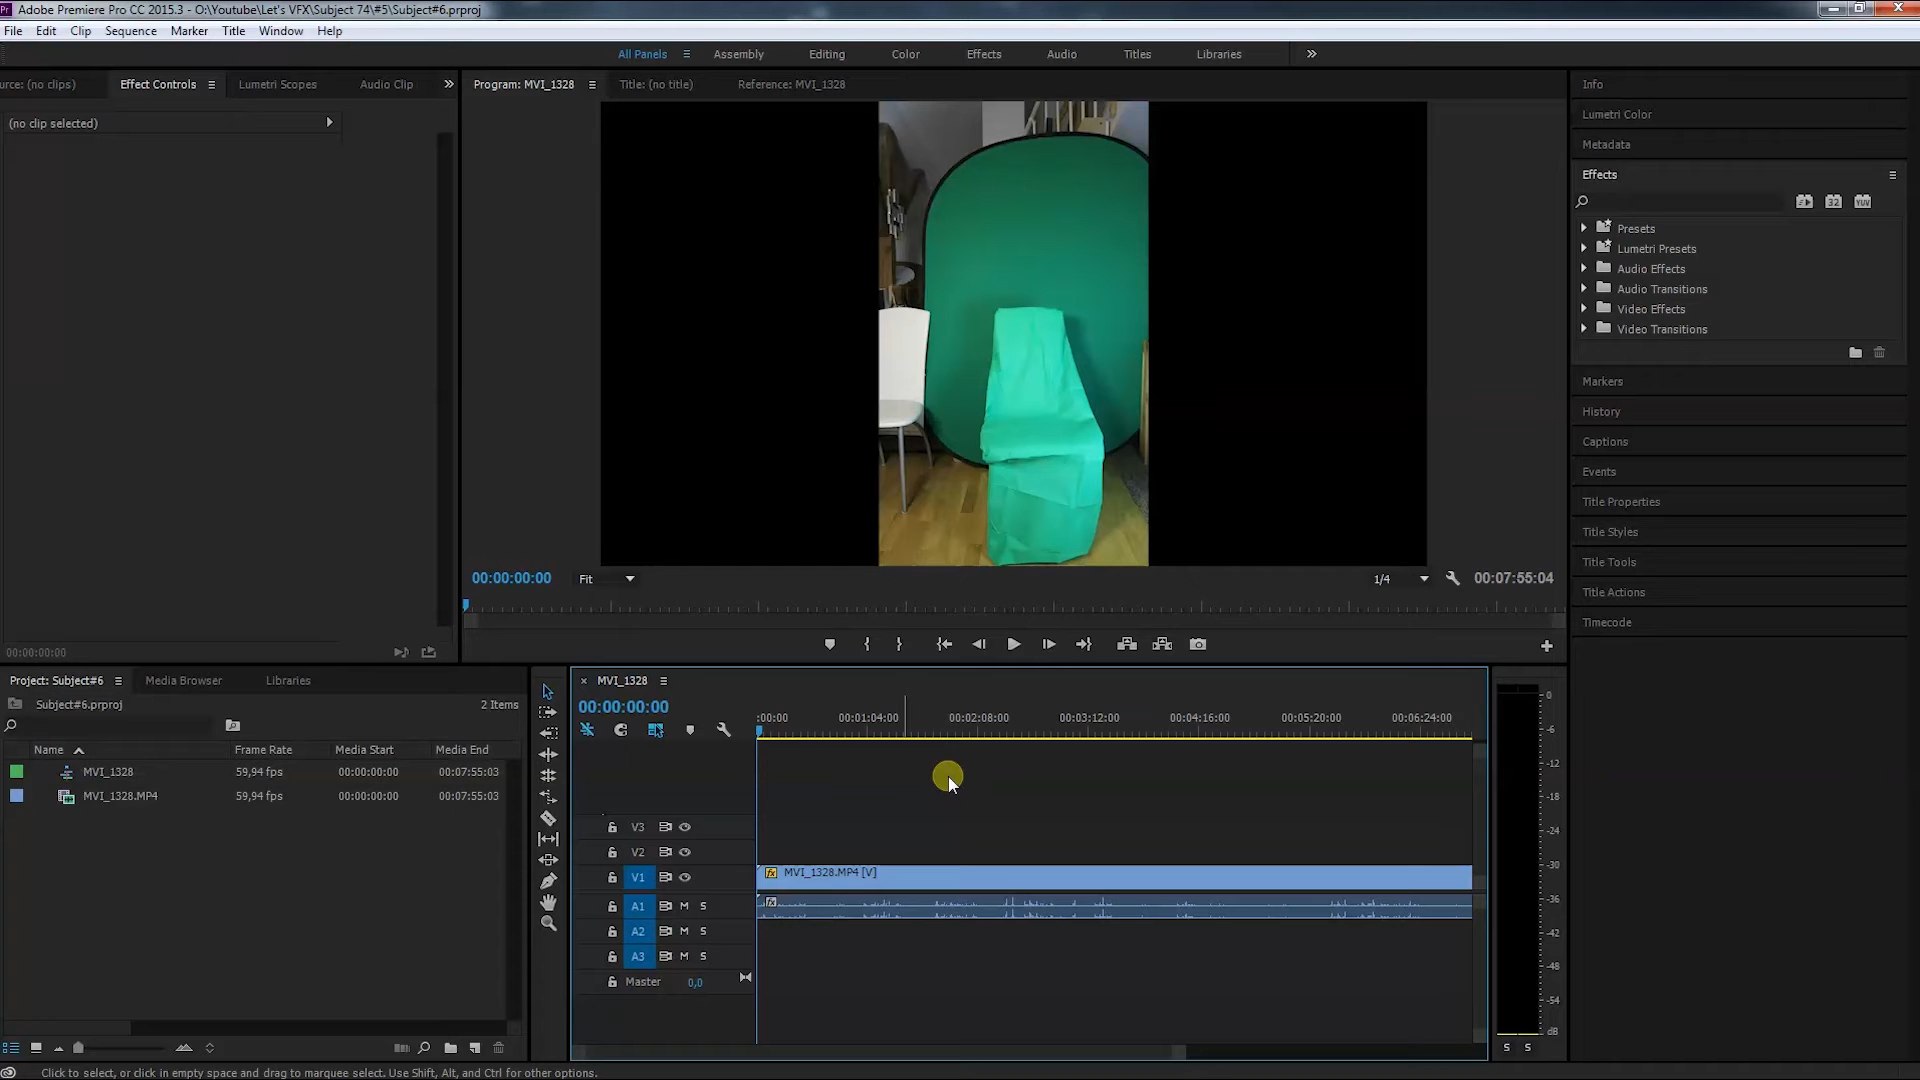 Adobe Premiere Pro CC 2015.3 - O:\Youtube\Let's VFX\Subject 74\#5\Subject#6.prproj
File Edit Clip Sequence Marker Title Window Help
All Panels Assembly Editing Color Effects Audio Titles Libraries
urce: (no clips) Effect Controls Lumetri Scopes Audio Clip
(no clip selected)
00:00:00:00
Program: MVI_1328 Title: (no title) Reference: MVI_1328
00:00:00:00 Fit 1/4 00:07:55:04
Info
Lumetri Color
Metadata
Effects
32 YUV
Presets
Lumetri Presets
Audio Effects
Audio Transitions
Video Effects
Video Transitions
Markers
History
Captions
Events
Title Properties
Title Styles
Title Tools
Title Actions
Timecode
Project: Subject#6 Media Browser Libraries
Subject#6.prproj 2 Items
Name Frame Rate Media Start Media End
MVI_1328 59,94 fps 00:00:00:00 00:07:55:03
MVI_1328.MP4 59,94 fps 00:00:00:00 00:07:55:03
MVI_1328
00:00:00:00
:00:00 00:01:04:00 00:02:08:00 00:03:12:00 00:04:16:00 00:05:20:00 00:06:24:00
V3
V2
V1 fx MVI_1328.MP4 [V]
A1 M S fx
A2 M S
A3 M S
Master 0,0
0
-6
-12
-18
-24
-30
-36
-42
-48
-54
dB
S S
Click to select, or click in empty space and drag to marquee select. Use Shift, Alt, and Ctrl for other options.